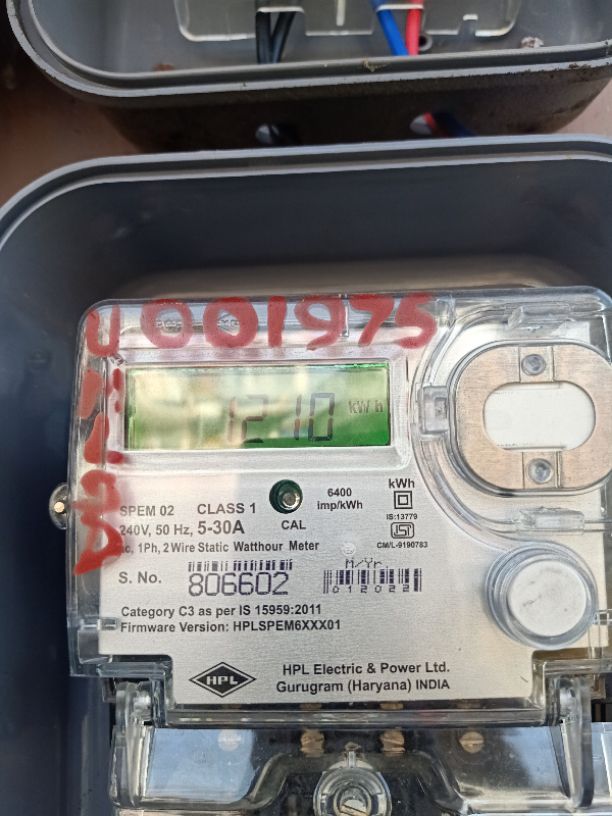 001975
1210 kWh
SPEM 02 CLASS 1
240V, 50 Hz, 5-30A
CAL
6400
imp/kWh
kWh
IS:13779
CM/L-9190783
ac, 1Ph, 2 Wire Static Watthour Meter
M/Yr.
S. No. 806602
012022
Category C3 as per IS 15959:2011
Firmware Version: HPLSPEM6XXX01
HPL
HPL Electric & Power Ltd.
Gurugram (Haryana) INDIA